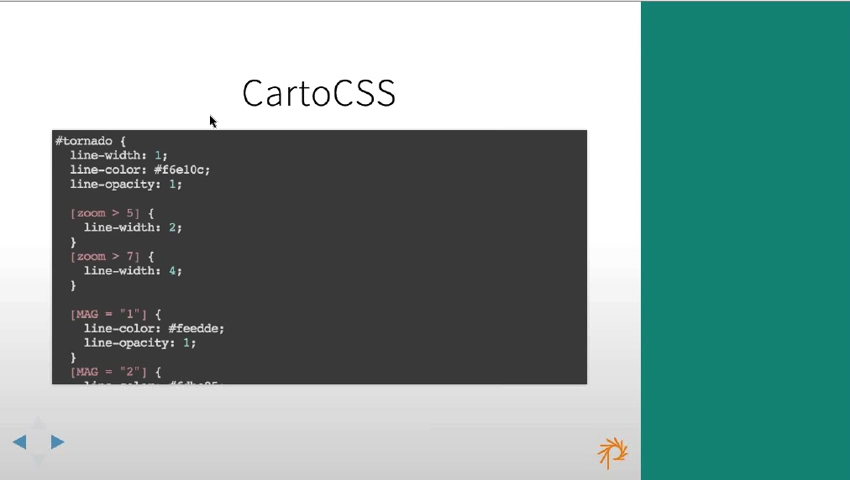 CartoCSS
#tornado {
line-width: 1;
line-color: #f6e10c;
line-opacity: 1;
[zoom > 5] {
line-width: 2;
}
[zoom > 7] {
line-width: 4;
}
[MAG = "1"] {
line-color: #feedde;
line-opacity: 1;
}
[MAG = "2"] {